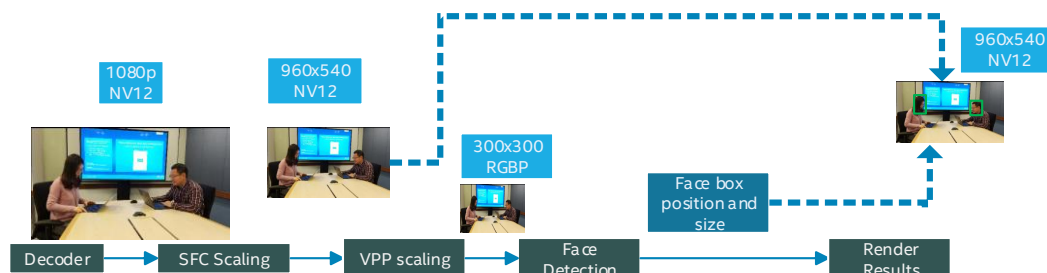 1080p
NV12
960x540
NV12
960x540
NV12
300x300
RGBP
Face box
position and
size
Decoder
SFC Scaling
VPP scaling
Face
Detection
Render
Results